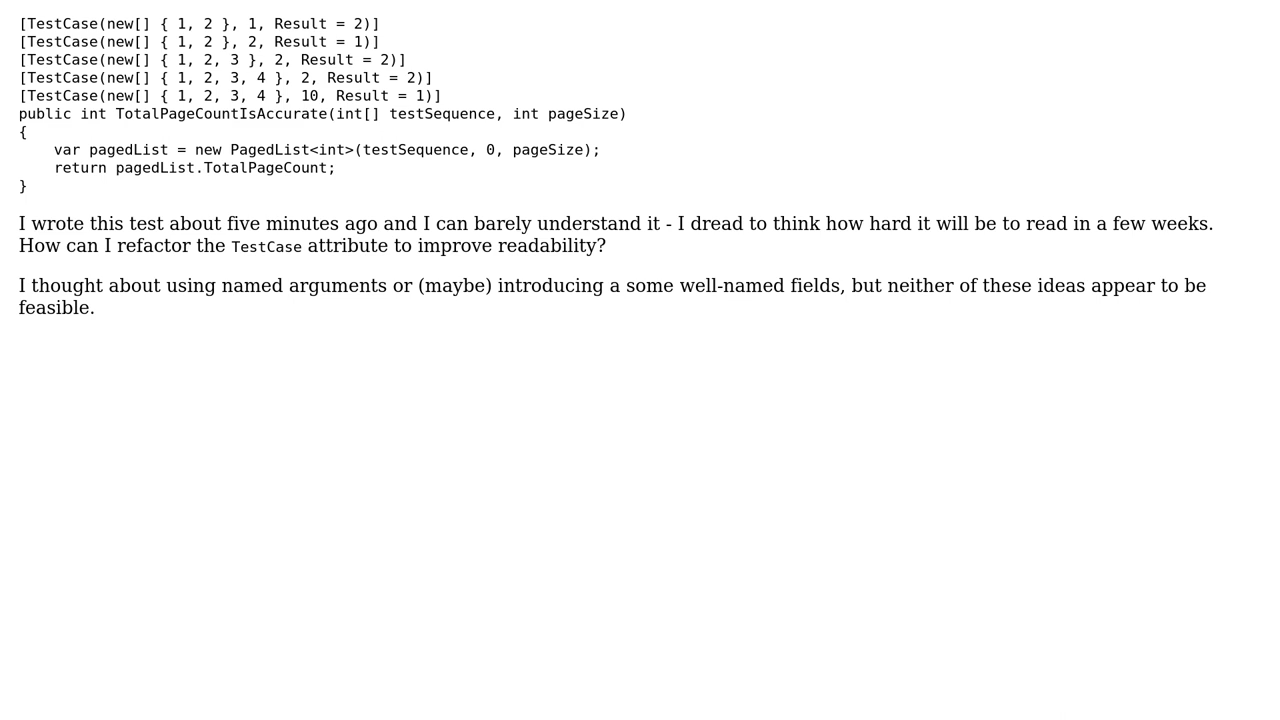 [TestCase(new[] { 1, 2 }, 1, Result = 2)]
[TestCase(new[] { 1, 2 }, 2, Result = 1)]
[TestCase(new[] { 1, 2, 3 }, 2, Result = 2)]
[TestCase(new[] { 1, 2, 3, 4 }, 2, Result = 2)]
[TestCase(new[] { 1, 2, 3, 4 }, 10, Result = 1)]
public int TotalPageCountIsAccurate(int[] testSequence, int pageSize)
{
    var pagedList = new PagedList<int>(testSequence, 0, pageSize);
    return pagedList.TotalPageCount;
}
I wrote this test about five minutes ago and I can barely understand it - I dread to think how hard it will be to read in a few weeks.
How can I refactor the TestCase attribute to improve readability?
I thought about using named arguments or (maybe) introducing a some well-named fields, but neither of these ideas appear to be
feasible.